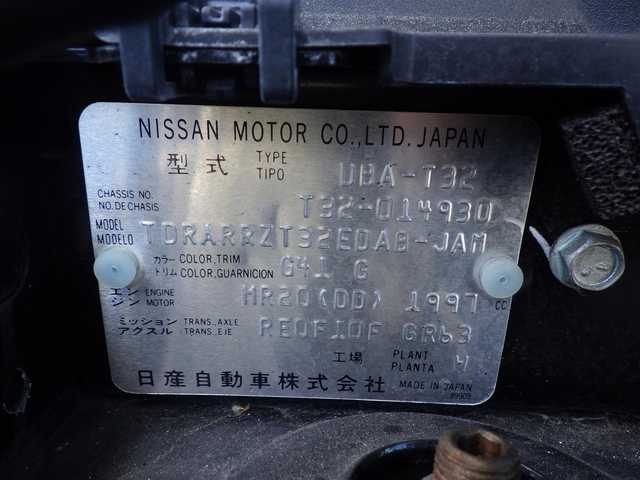 NISSAN MOTOR CO.,LTD. JAPAN
型式 TYPE TIPO DBA-T32
CHASSIS NO. NO. DE CHASIS T32-014930
MODEL MODELO TDRARRZT32EDAB-JAM
カラー トリム COLOR, TRIM COLOR, GUARNICION G41 G
エンジン ENGINE MOTOR MR20(DD) 1997 CC
ミッション アクスル TRANS., AXLE TRANS., EJE RE0F10F GR63
工場 PLANT PLANTA H
日産自動車株式会社 MADE IN JAPAN